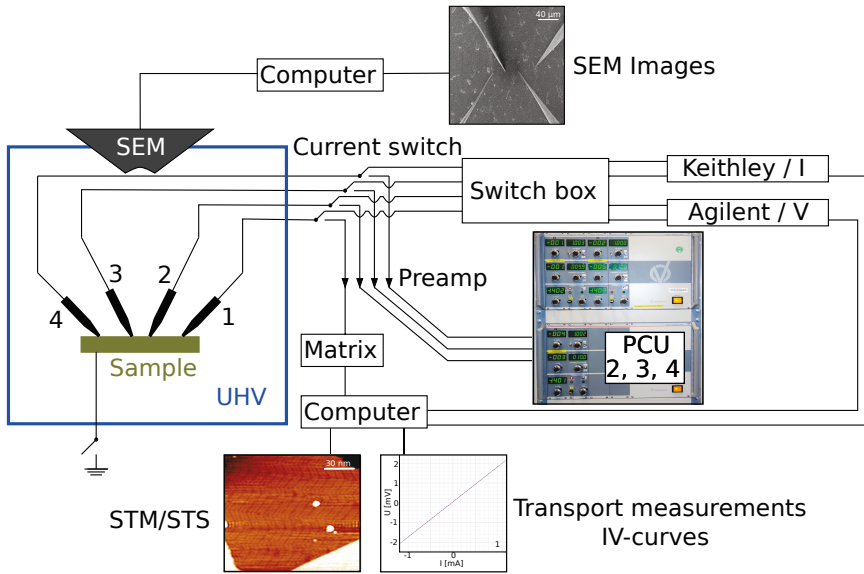 40 µm
Computer
SEM Images
SEM
Current switch
Switch box
Keithley / I
Agilent / V
3
2
4
1
Preamp
Sample
UHV
Matrix
PCU
2, 3, 4
Computer
30 nm
STM/STS
2
1
0
-1
-2
U [mV]
-1
0
1
I [mA]
Transport measurements
IV-curves